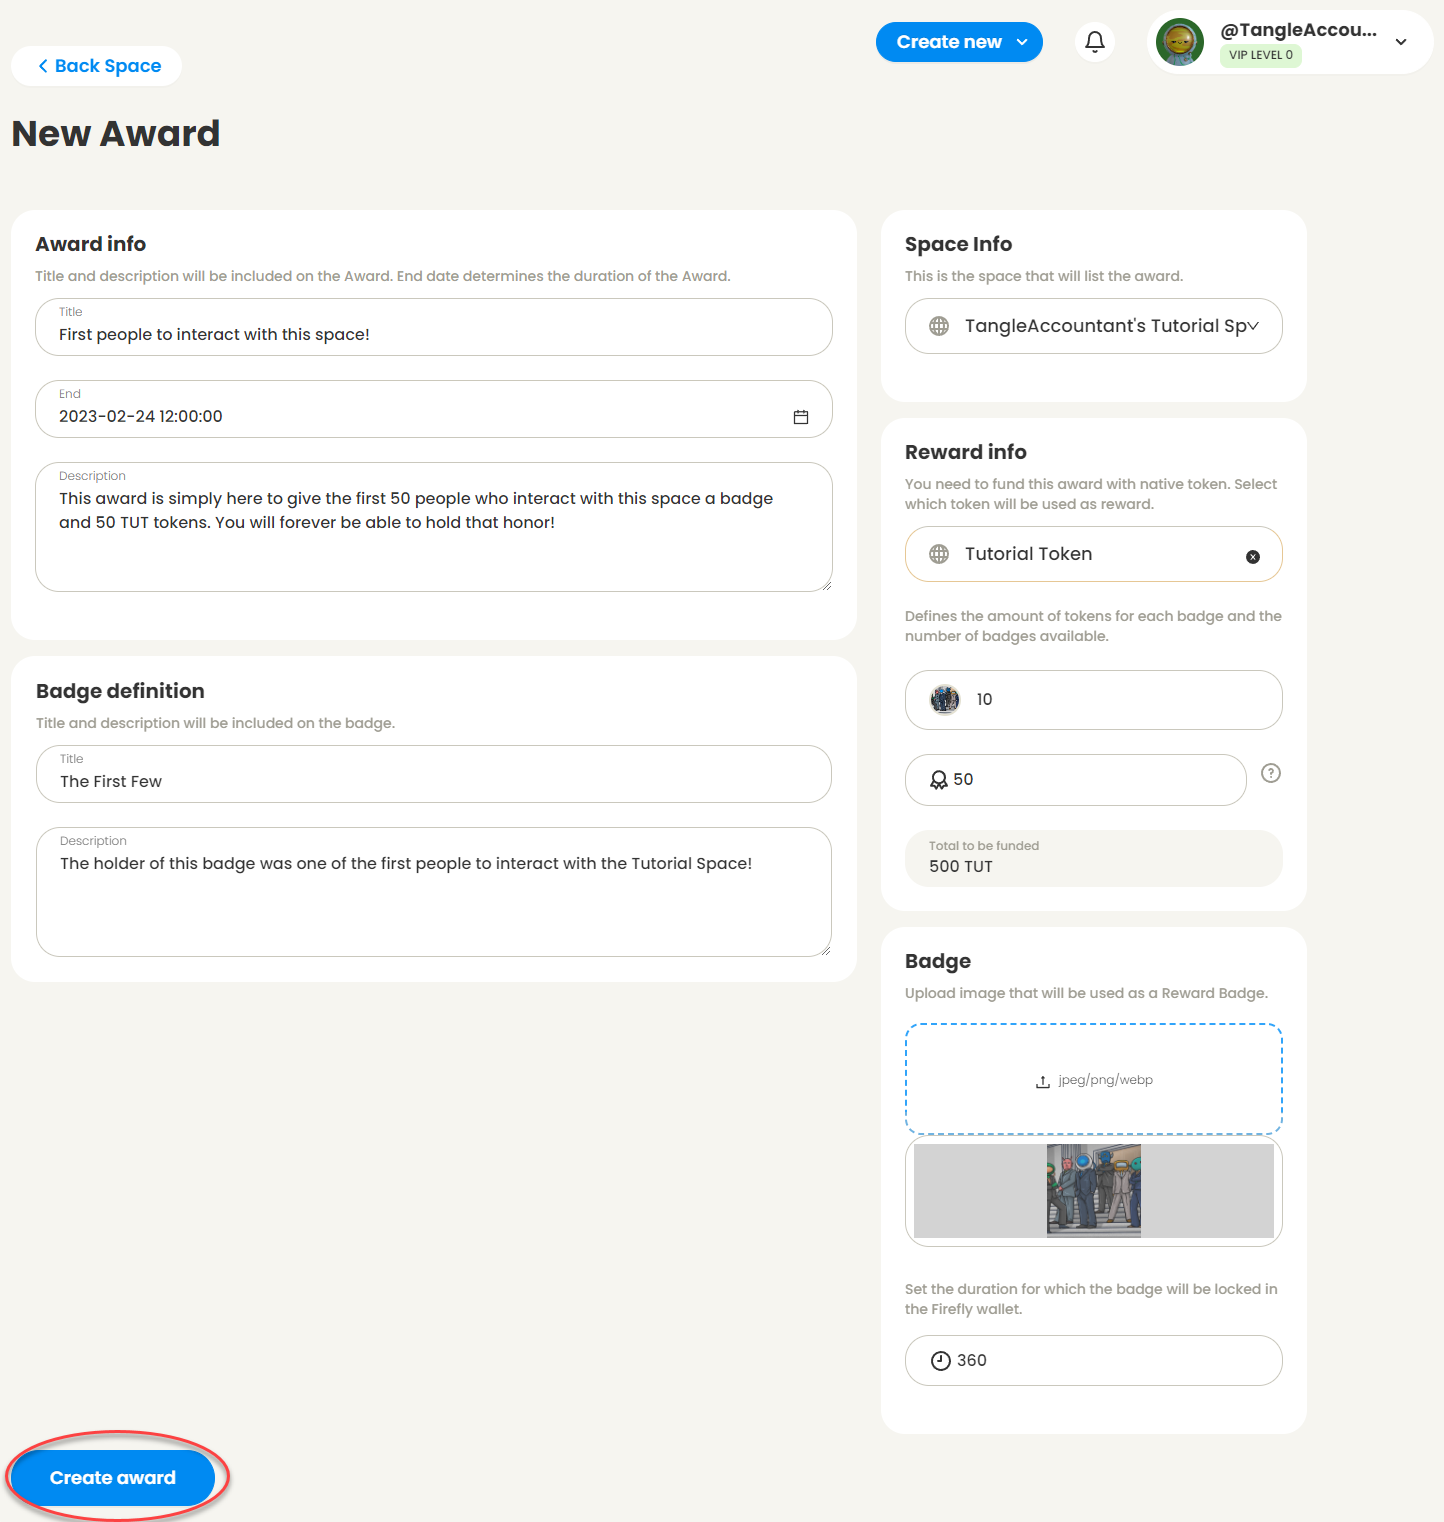 Back Space
Create new
@TangleAccou...
VIP LEVEL 0
New Award
Award info
Title and description will be included on the Award. End date determines the duration of the Award.
Title
First people to interact with this space!
End
2023-02-24 12:00:00
Description
This award is simply here to give the first 50 people who interact with this space a badge
and 50 TUT tokens. You will forever be able to hold that honor!
Badge definition
Title and description will be included on the badge.
Title
The First Few
Description
The holder of this badge was one of the first people to interact with the Tutorial Space!
Space Info
This is the space that will list the award.
TangleAccountant's Tutorial Sp
Reward info
You need to fund this award with native token. Select
which token will be used as reward.
Tutorial Token
Defines the amount of tokens for each badge and the
number of badges available.
10
50
?
Total to be funded
500 TUT
Badge
Upload image that will be used as a Reward Badge.
jpeg/png/webp
Set the duration for which the badge will be locked in
the Firefly wallet.
360
Create award